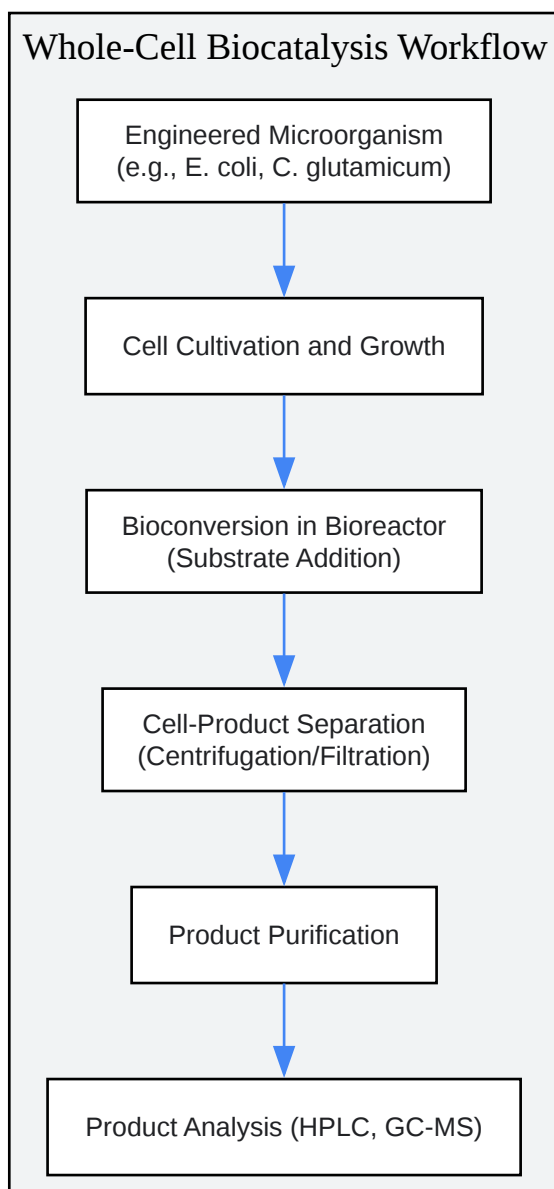 Whole-Cell Biocatalysis Workflow
Engineered Microorganism
(e.g., E. coli, C. glutamicum)
Cell Cultivation and Growth
Bioconversion in Bioreactor
(Substrate Addition)
Cell-Product Separation
(Centrifugation/Filtration)
Product Purification
Product Analysis (HPLC, GC-MS)